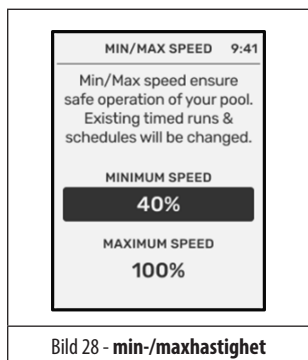 MIN/MAX SPEED 9:41
Min/Max speed ensure
safe operation of your pool.
Existing timed runs &
schedules will be changed.
MINIMUM SPEED
40%
MAXIMUM SPEED
100%
Bild 28 - min-/maxhastighet